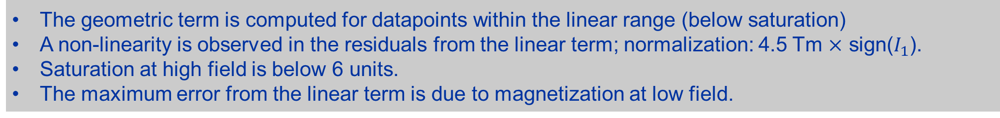 • The geometric term is computed for datapoints within the linear range (below saturation)
• A non-linearity is observed in the residuals from the linear term; normalization: 4.5 Tm × sign(𝐼₁).
• Saturation at high field is below 6 units.
• The maximum error from the linear term is due to magnetization at low field.